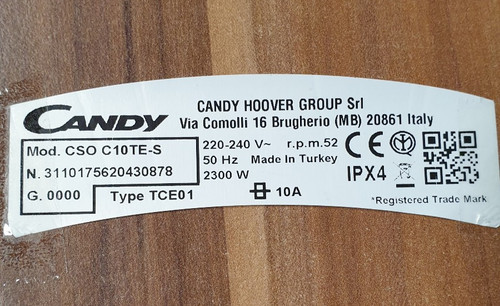 CANDY
CANDY HOOVER GROUP Srl
Via Comolli 16 Brugherio (MB) 20861 Italy
Mod. CSO C10TE-S
N. 3110175620430878
G. 0000
Type TCE01
220-240 V~ r.p.m.52
50 Hz Made In Turkey
2300 W
10A
CE
IPX4
*Registered Trade Mark